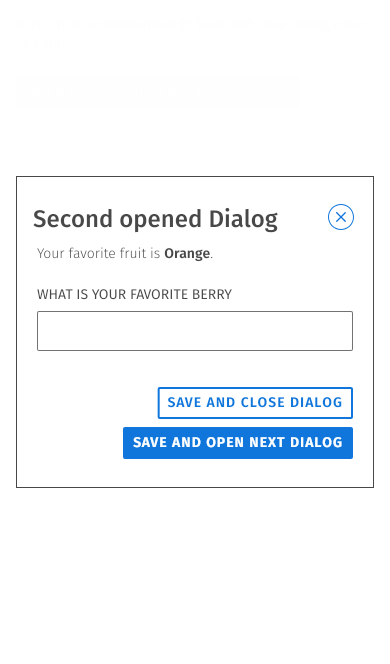 Second opened Dialog
Your favorite fruit is Orange.
WHAT IS YOUR FAVORITE BERRY
SAVE AND CLOSE DIALOG
SAVE AND OPEN NEXT DIALOG